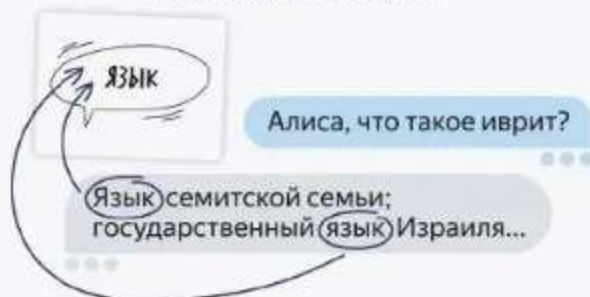 ЯЗЫК
Алиса, что такое иврит?
Язык семитской семьи;
государственный язык Израиля...